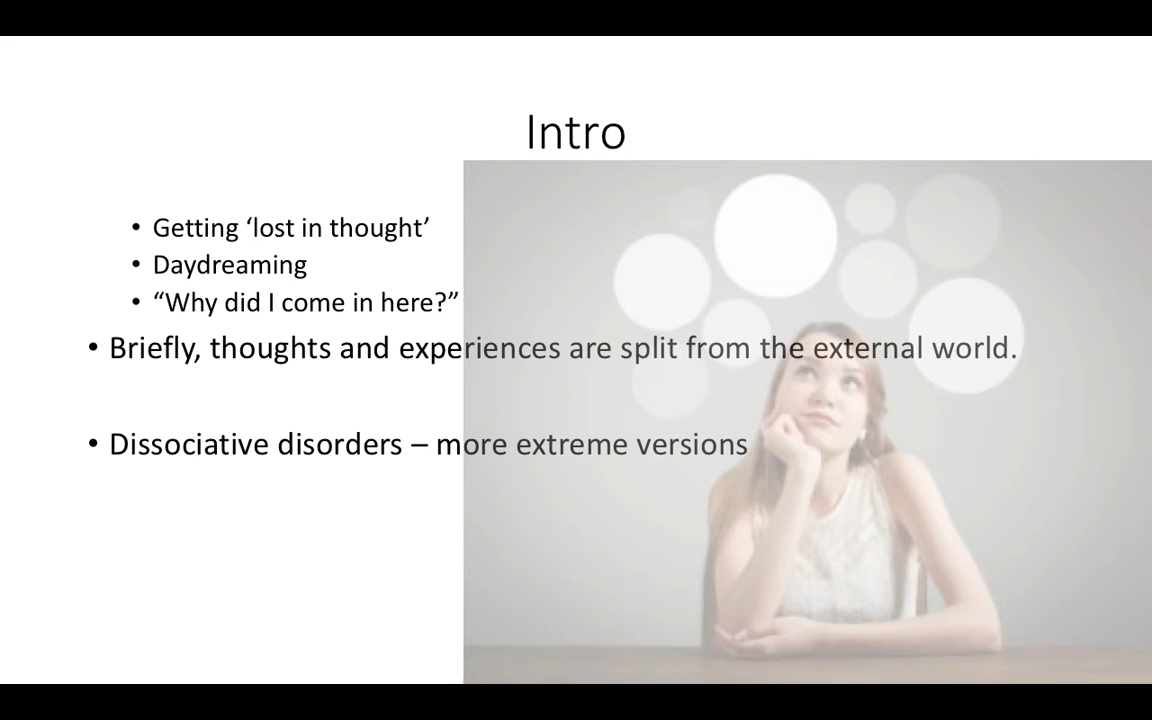 Intro
• Getting ‘lost in thought’
• Daydreaming
• “Why did I come in here?”
• Briefly, thoughts and experiences are split from the external world.
• Dissociative disorders – more extreme versions